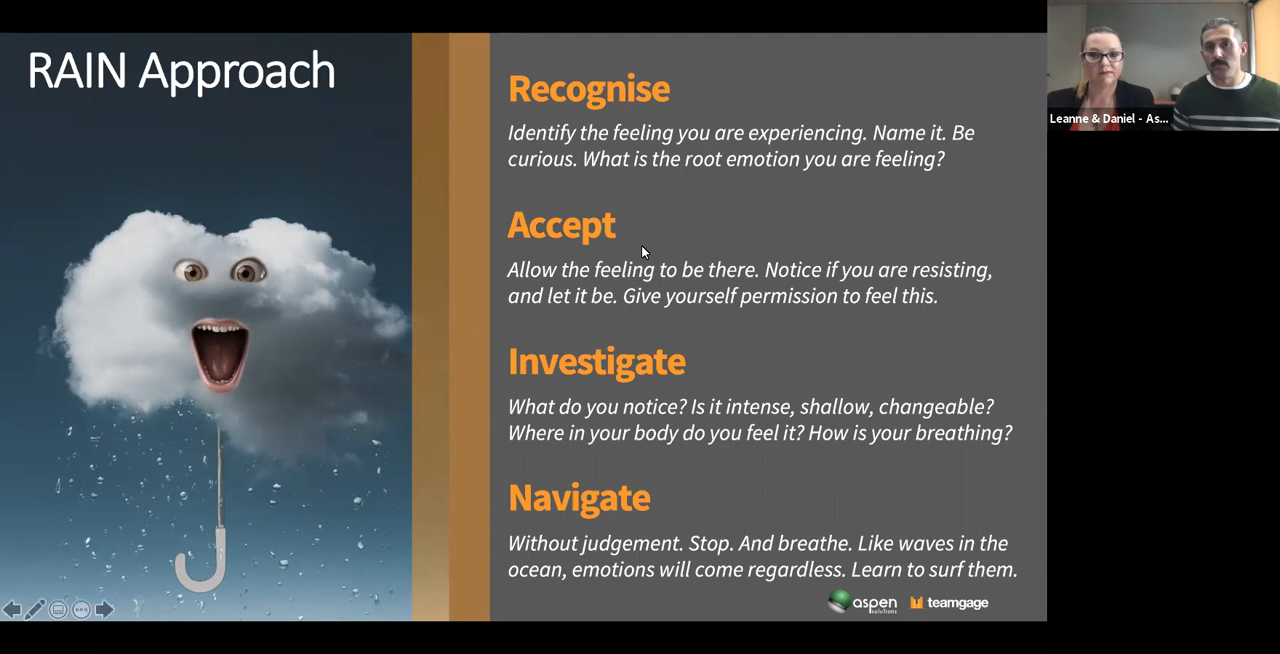 RAIN Approach
Recognise
Identify the feeling you are experiencing. Name it. Be
curious. What is the root emotion you are feeling?
Accept
Allow the feeling to be there. Notice if you are resisting,
and let it be. Give yourself permission to feel this.
Investigate
What do you notice? Is it intense, shallow, changeable?
Where in your body do you feel it? How is your breathing?
Navigate
Without judgement. Stop. And breathe. Like waves in the
ocean, emotions will come regardless. Learn to surf them.
aspen
solutions
teamgage
Leanne & Daniel - As...